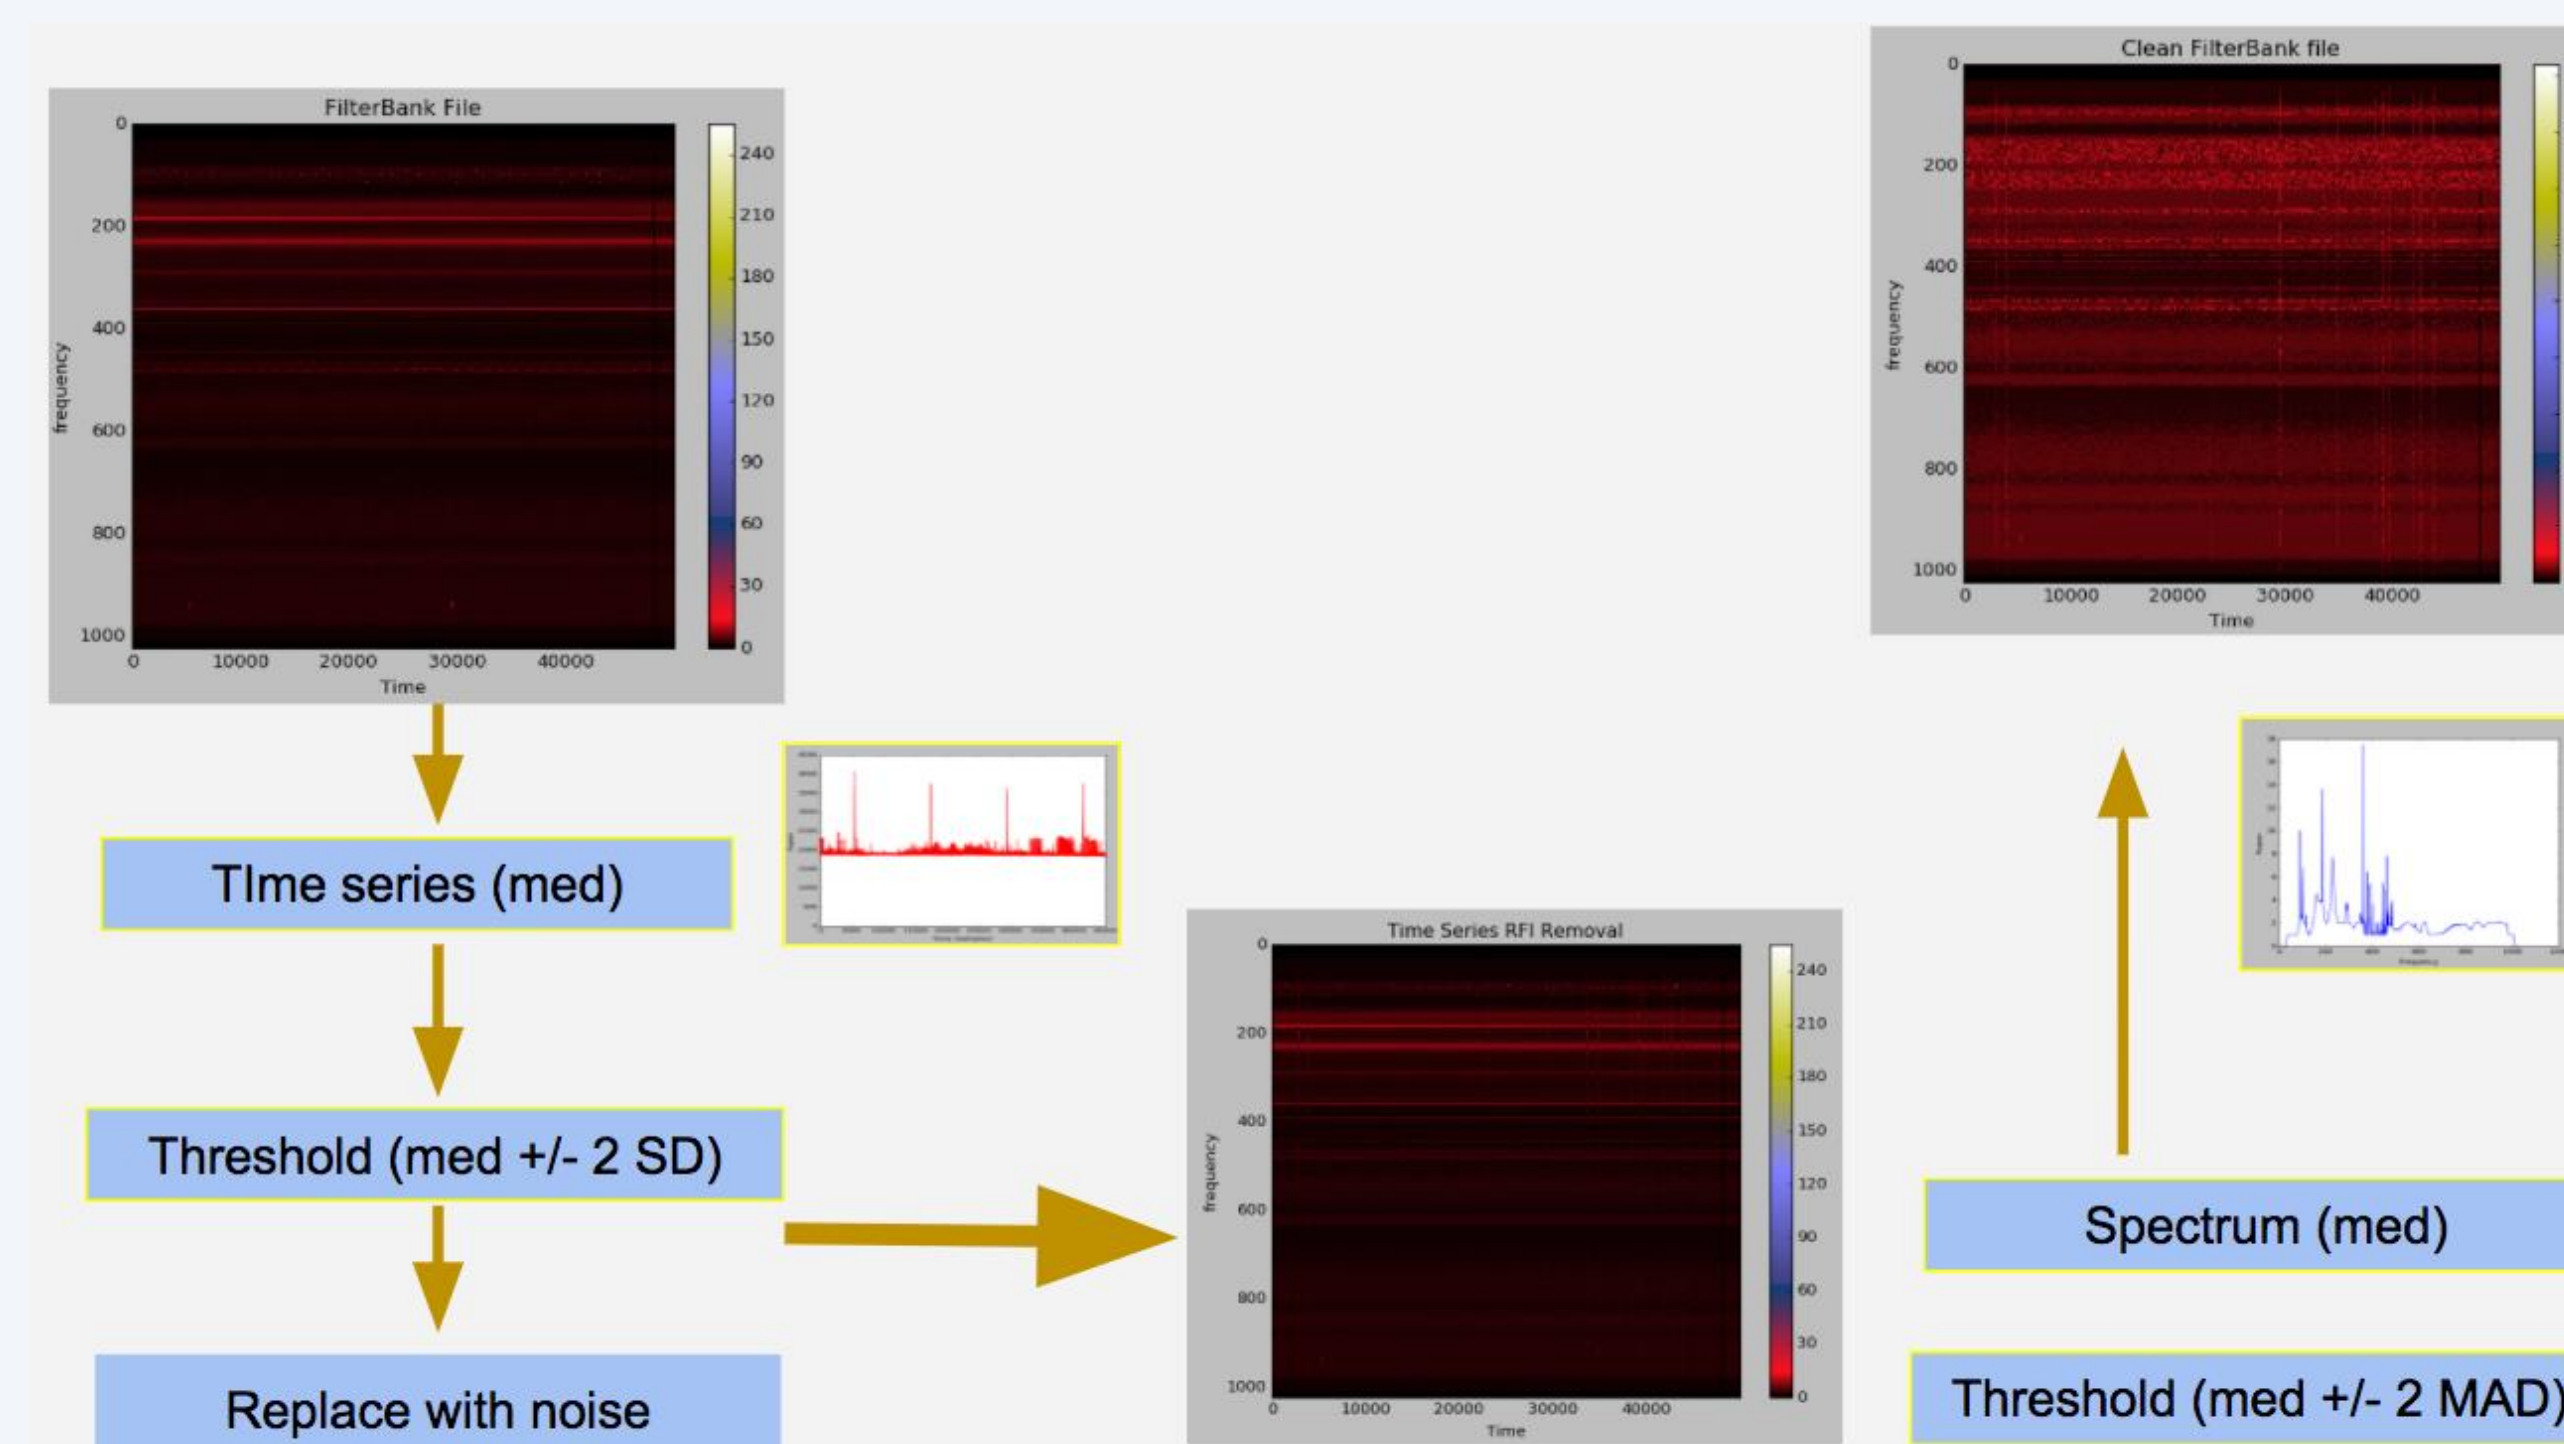 FilterBank File
0
200
400
600
800
1000
frequency
0 10000 20000 30000 40000
Time
240
210
180
150
120
90
60
30
0
TIme series (med)
Threshold (med +/- 2 SD)
Replace with noise
Time Series RFI Removal
0
200
400
600
800
1000
frequency
0 10000 20000 30000 40000
Time
240
210
180
150
120
90
60
30
0
Clean FilterBank file
0
200
400
600
800
1000
frequency
0 10000 20000 30000 40000
Time
Spectrum (med)
Threshold (med +/- 2 MAD)